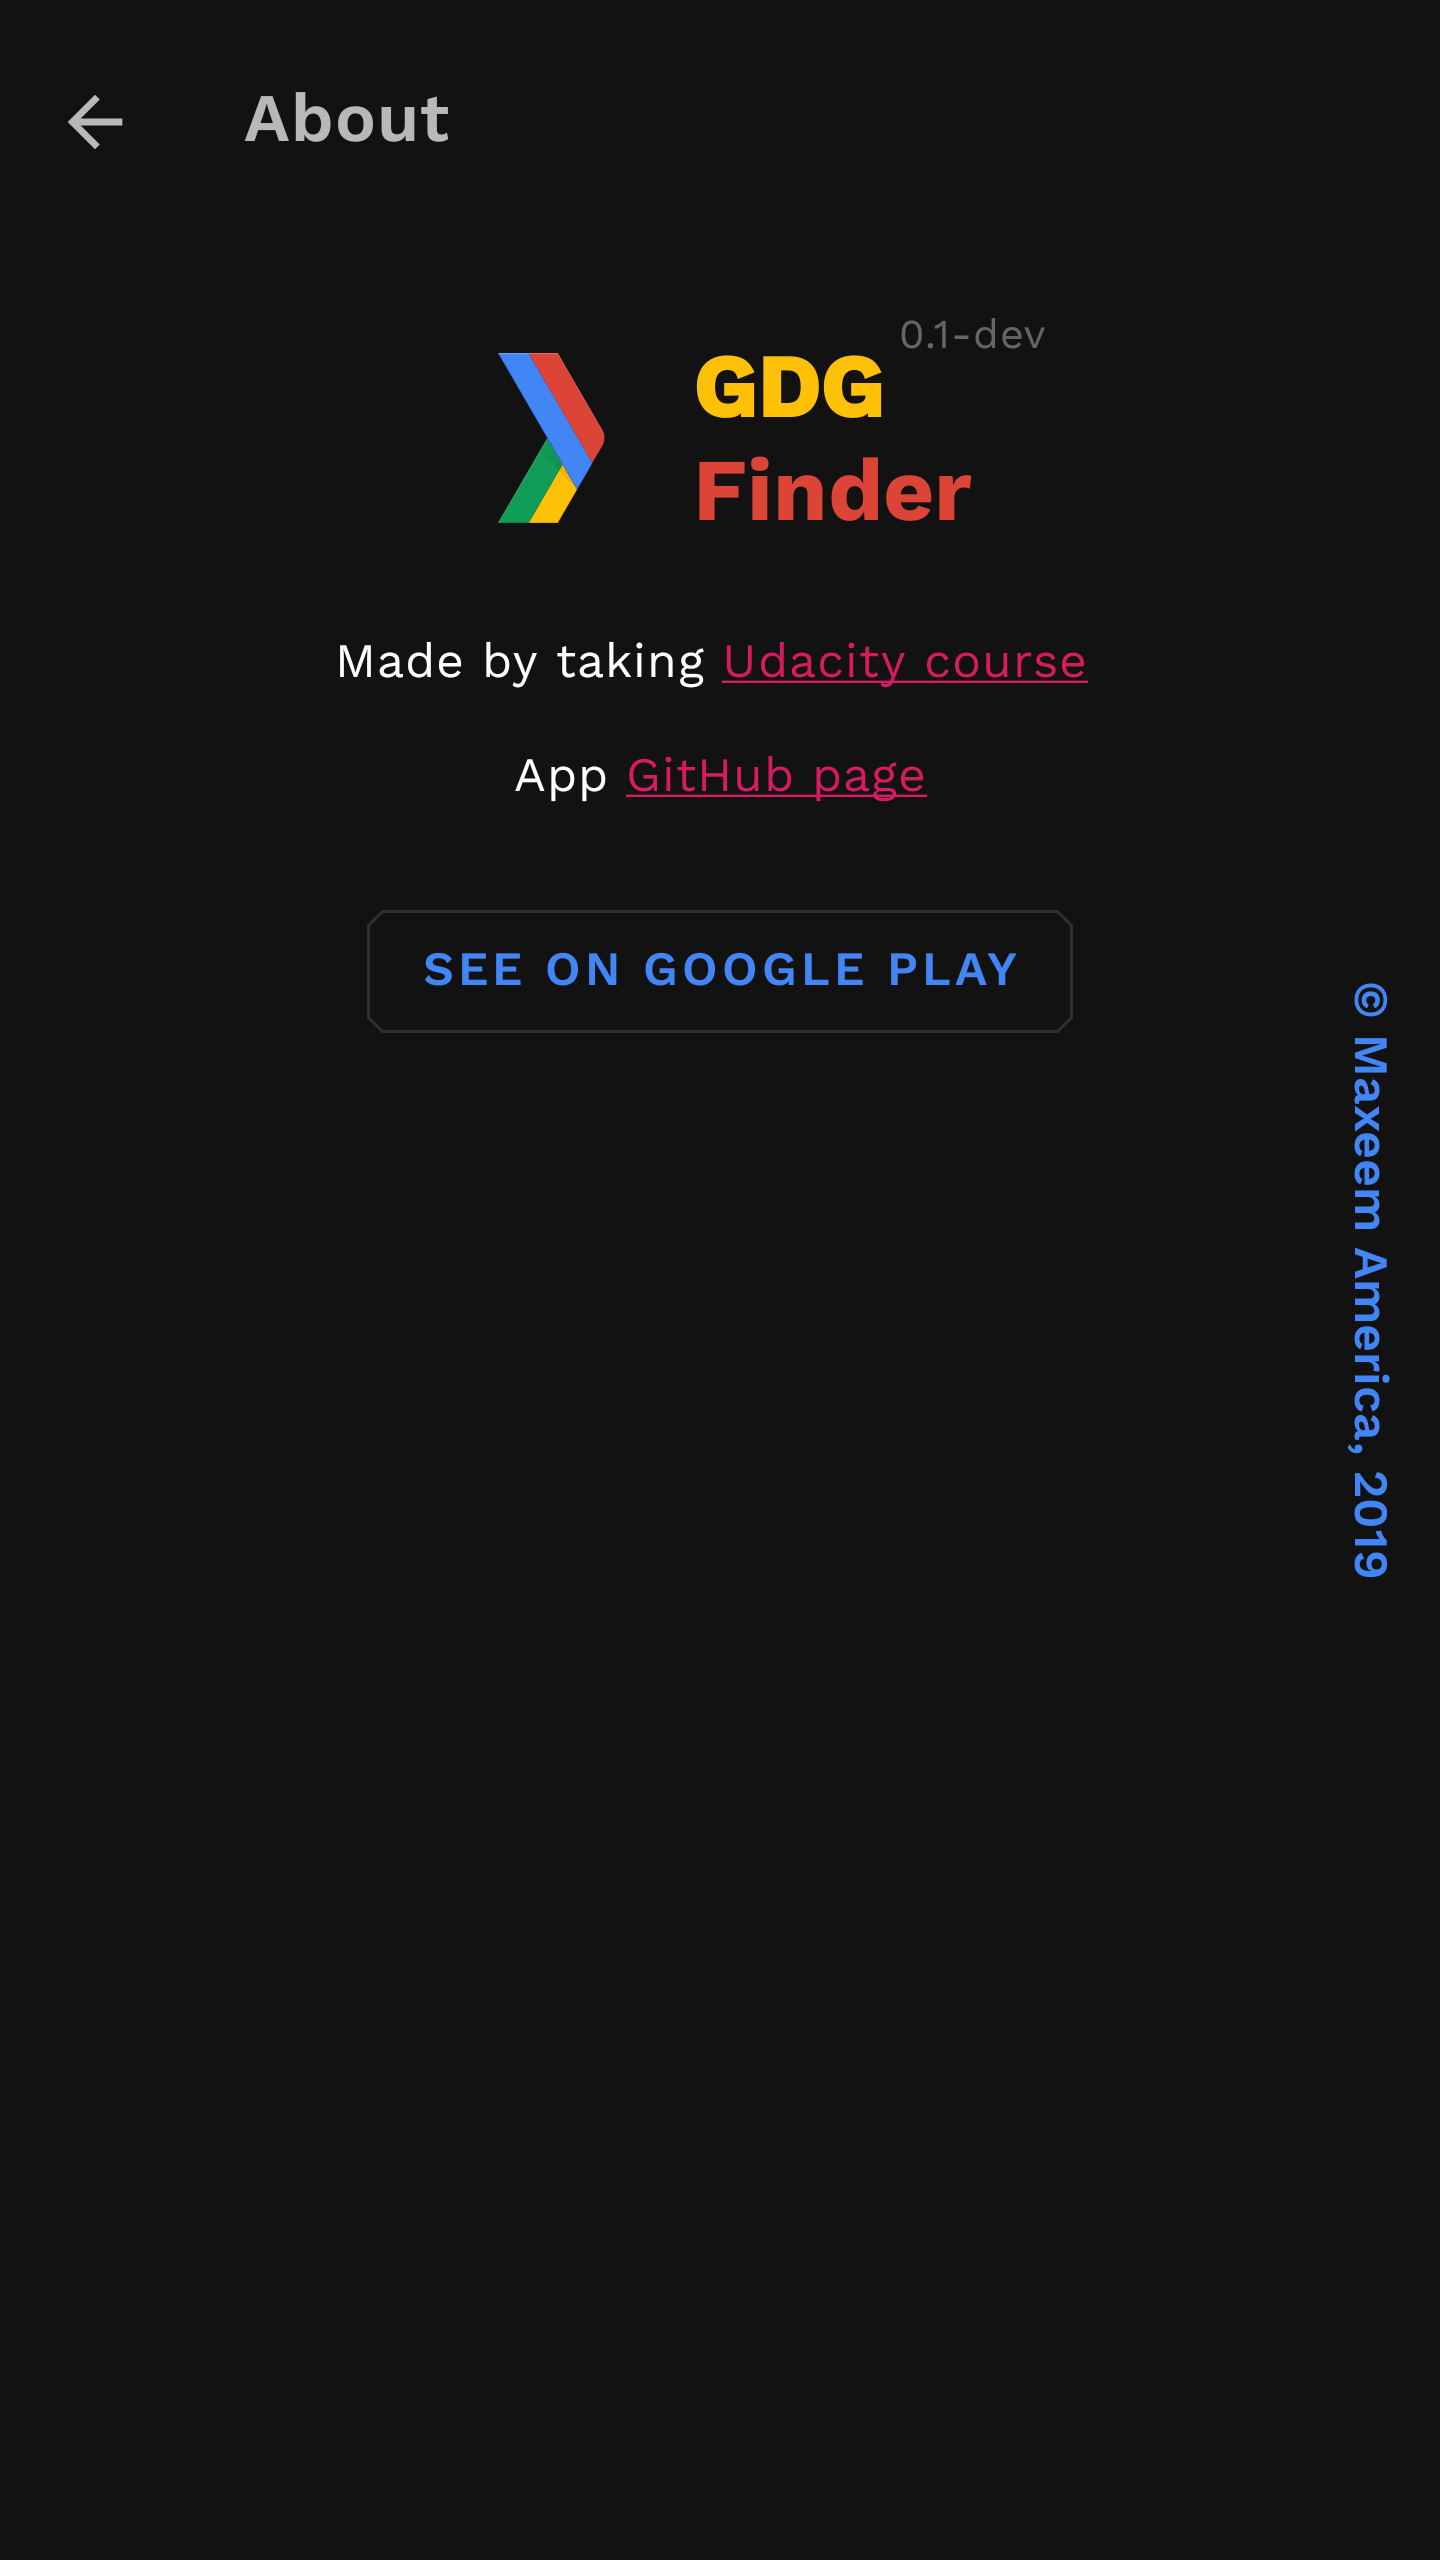 About
0.1-dev
GDG
Finder
Made by taking Udacity course
App GitHub page
SEE ON GOOGLE PLAY
© Maxeem America, 2019